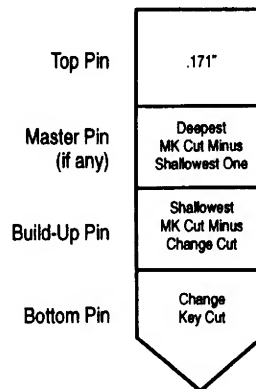 Top Pin
.171"
Master Pin
(if any)
Deepest
MK Cut Minus
Shallowest One
Build-Up Pin
Shallowest
MK Cut Minus
Change Cut
Bottom Pin
Change
Key Cut